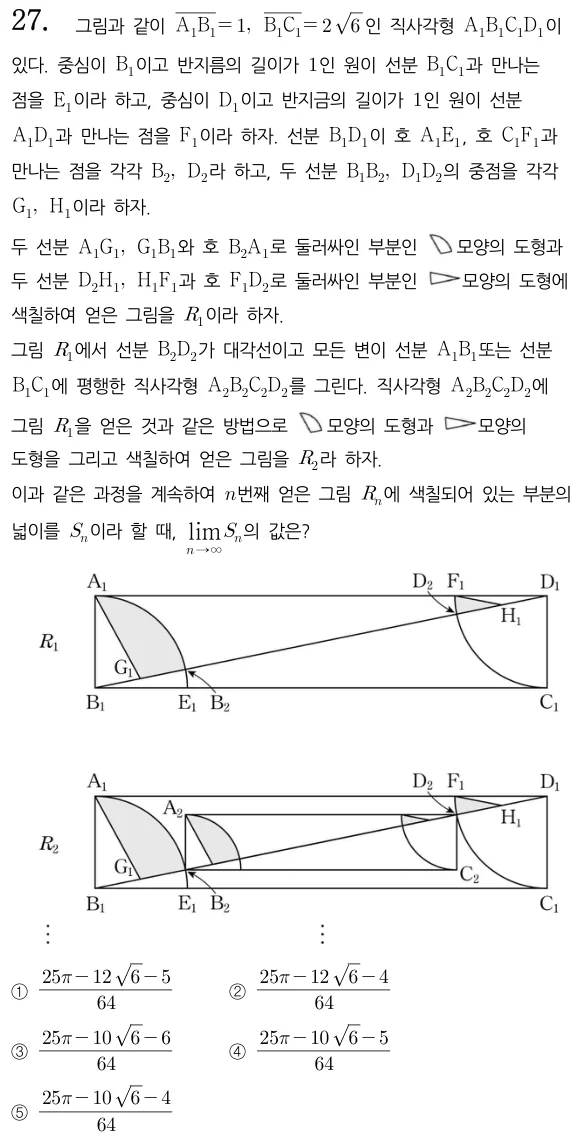 27. 그림과 같이 A₁B₁=1, B₁C₁=2√6인 직사각형 A₁B₁C₁D₁이
있다. 중심이 B₁이고 반지름의 길이가 1인 원이 선분 B₁C₁과 만나는
점을 E₁이라 하고, 중심이 D₁이고 반지금의 길이가 1인 원이 선분
A₁D₁과 만나는 점을 F₁이라 하자. 선분 B₁D₁이 호 A₁E₁, 호 C₁F₁과
만나는 점을 각각 B₂, D₂라 하고, 두 선분 B₁B₂, D₁D₂의 중점을 각각
G₁, H₁이라 하자.
두 선분 A₁G₁, G₁B₁와 호 B₂A₁로 둘러싸인 부분인 모양의 도형과
두 선분 D₂H₁, H₁F₁과 호 F₁D₂로 둘러싸인 부분인 모양의 도형에
색칠하여 얻은 그림을 R₁이라 하자.
그림 R₁에서 선분 B₂D₂가 대각선이고 모든 변이 선분 A₁B₁또는 선분
B₁C₁에 평행한 직사각형 A₂B₂C₂D₂를 그린다. 직사각형 A₂B₂C₂D₂에
그림 R₁을 얻은 것과 같은 방법으로 모양의 도형과 모양의
도형을 그리고 색칠하여 얻은 그림을 R₂라 하자.
이과 같은 과정을 계속하여 n번째 얻은 그림 Rₙ에 색칠되어 있는 부분의
넓이를 Sₙ이라 할 때, lim n→∞ Sₙ의 값은?
A₁ D₂ F₁ D₁
R₁ H₁
G₁
B₁ E₁ B₂ C₁
A₁ D₂ F₁ D₁
A₂ H₁
R₂
G₁ C₂
B₁ E₁ B₂ C₁
⋮ ⋮
① (25π-12√6-5)/64 ② (25π-12√6-4)/64
③ (25π-10√6-6)/64 ④ (25π-10√6-5)/64
⑤ (25π-10√6-4)/64